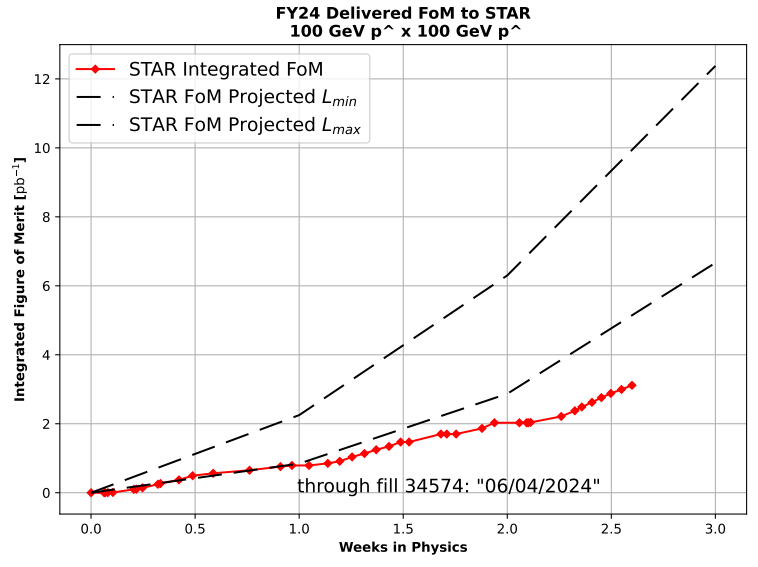 FY24 Delivered FoM to STAR
100 GeV p^ x 100 GeV p^
STAR Integrated FoM
STAR FoM Projected L_min
STAR FoM Projected L_max
Integrated Figure of Merit [pb⁻¹]
12
10
8
6
4
2
0
through fill 34574: "06/04/2024"
0.0 0.5 1.0 1.5 2.0 2.5 3.0
Weeks in Physics